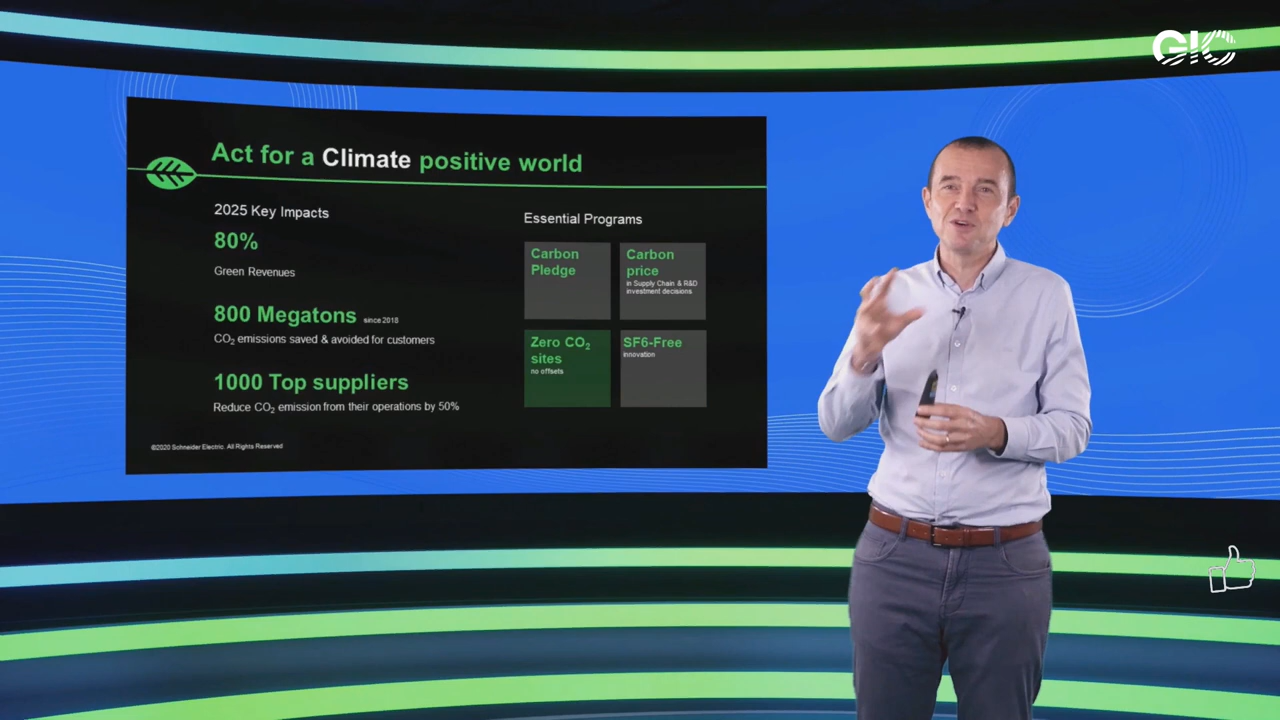 GIC
Act for a Climate positive world
2025 Key Impacts
80%
Green Revenues
800 Megatons since 2018
CO₂ emissions saved & avoided for customers
1000 Top suppliers
Reduce CO₂ emission from their operations by 50%
©2020 Schneider Electric. All Rights Reserved
Essential Programs
Carbon
Pledge
Carbon
price
in Supply Chain & R&D
investment decisions
Zero CO₂
sites
no offsets
SF6-Free
innovation